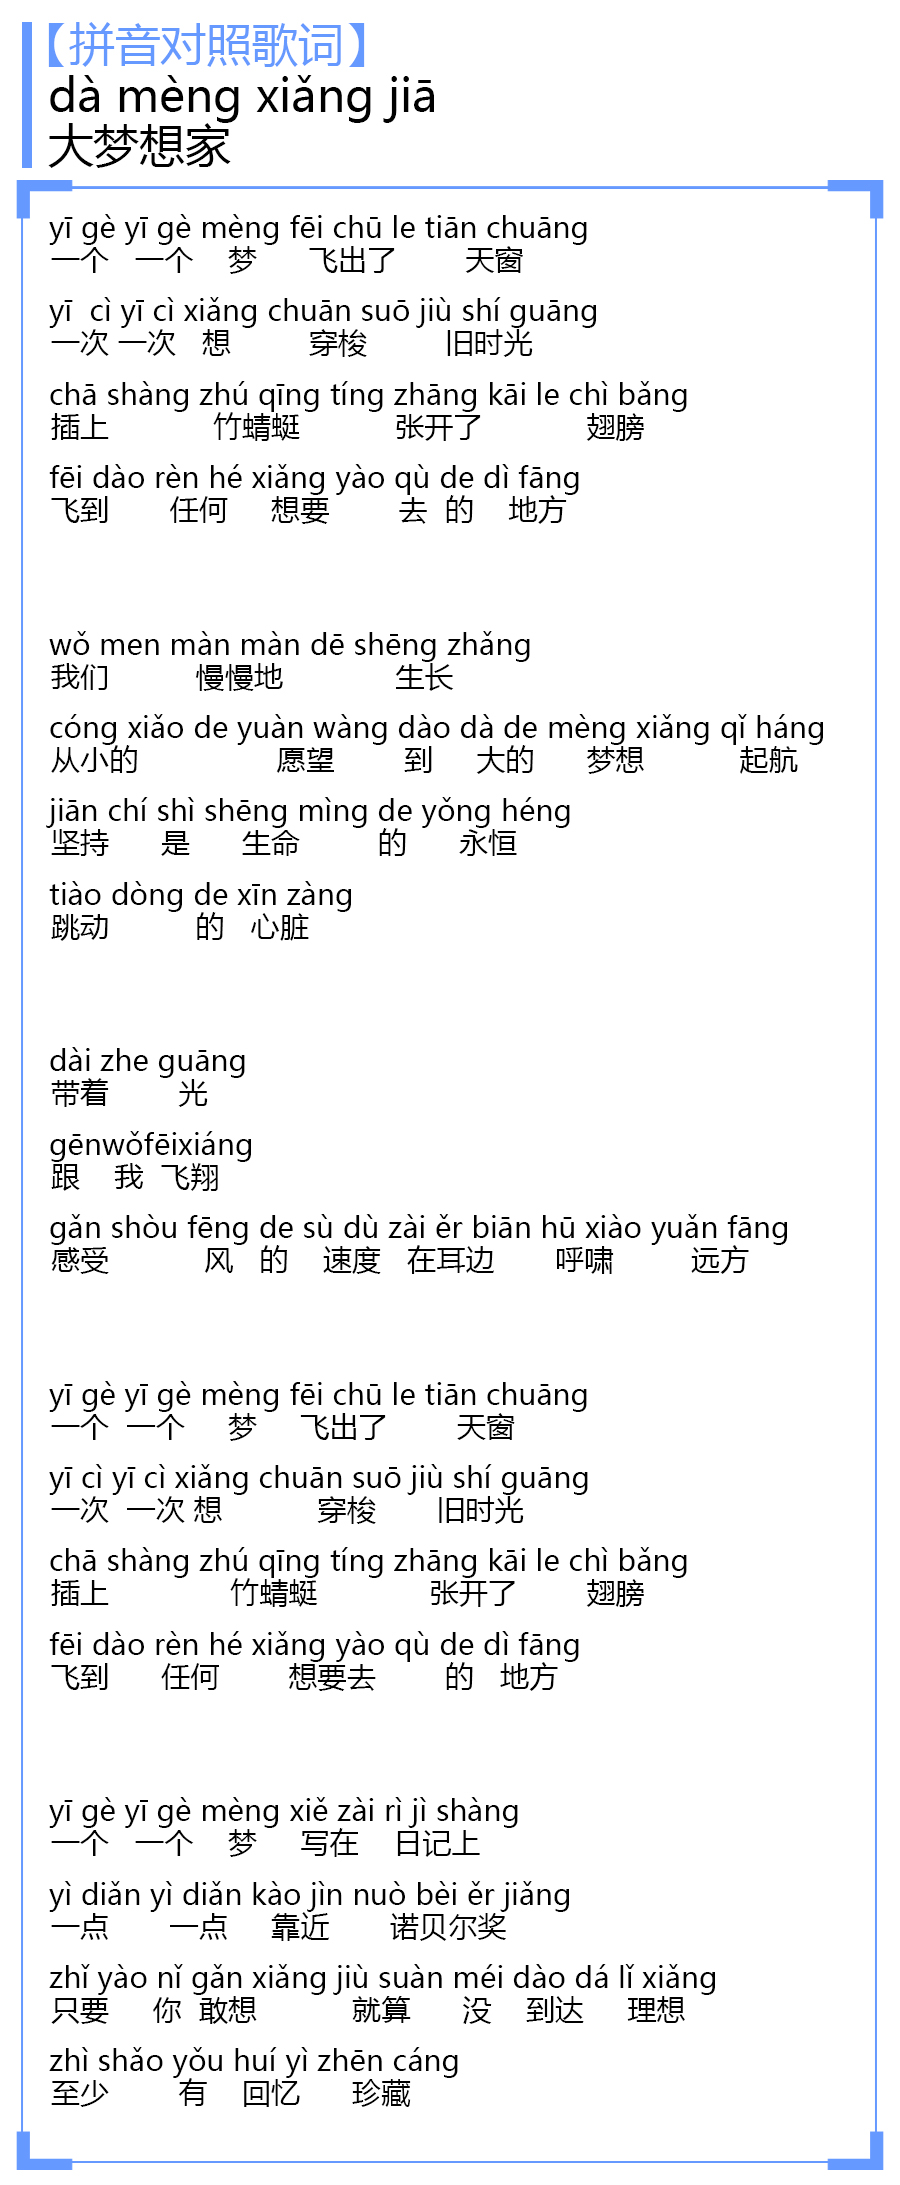 【拼音对照歌词】
dà mèng xiǎng jiā
大梦想家
yī gè yī gè mèng fēi chū le tiān chuāng
一个 一个 梦 飞出了 天窗
yī cì yī cì xiǎng chuān suō jiù shí guāng
一次 一次 想 穿梭 旧时光
chā shàng zhú qīng tíng zhāng kāi le chì bǎng
插上 竹蜻蜓 张开了 翅膀
fēi dào rèn hé xiǎng yào qù de dì fāng
飞到 任何 想要 去 的 地方
wǒ men màn màn dē shēng zhǎng
我们 慢慢地 生长
cóng xiǎo de yuàn wàng dào dà de mèng xiǎng qǐ háng
从小的 愿望 到 大的 梦想 起航
jiān chí shì shēng mìng de yǒng héng
坚持 是 生命 的 永恒
tiào dòng de xīn zàng
跳动 的 心脏
dài zhe guāng
带着 光
gēnwǒfēixiáng
跟 我 飞翔
gǎn shòu fēng de sù dù zài ěr biān hū xiào yuǎn fāng
感受 风 的 速度 在耳边 呼啸 远方
yī gè yī gè mèng fēi chū le tiān chuāng
一个 一个 梦 飞出了 天窗
yī cì yī cì xiǎng chuān suō jiù shí guāng
一次 一次 想 穿梭 旧时光
chā shàng zhú qīng tíng zhāng kāi le chì bǎng
插上 竹蜻蜓 张开了 翅膀
fēi dào rèn hé xiǎng yào qù de dì fāng
飞到 任何 想要去 的 地方
yī gè yī gè mèng xiě zài rì jì shàng
一个 一个 梦 写在 日记上
yì diǎn yì diǎn kào jìn nuò bèi ěr jiǎng
一点 一点 靠近 诺贝尔奖
zhǐ yào nǐ gǎn xiǎng jiù suàn méi dào dá lǐ xiǎng
只要 你 敢想 就算 没 到达 理想
zhì shǎo yǒu huí yì zhēn cáng
至少 有 回忆 珍藏